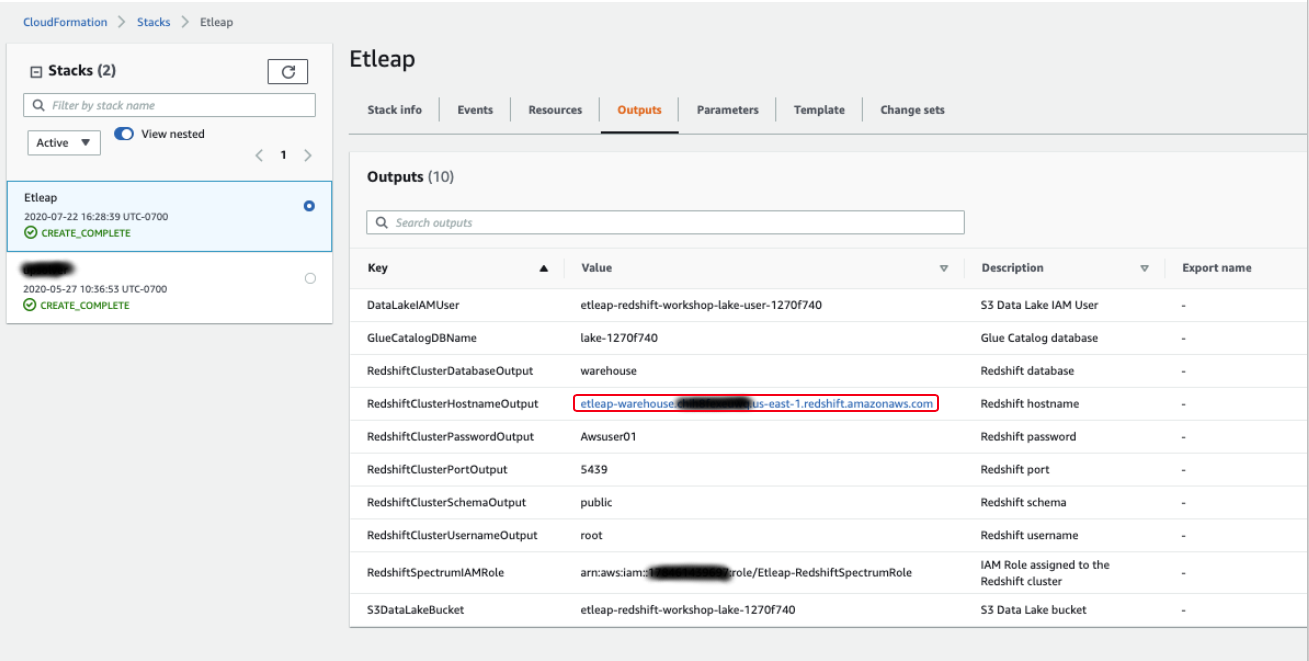 CloudFormation > Stacks > Etleap
Stacks (2)
Filter by stack name
Active
View nested
< 1 >
Etleap
2020-07-22 16:28:39 UTC-0700
CREATE_COMPLETE
2020-05-27 10:36:53 UTC-0700
CREATE_COMPLETE
Etleap
Stack info Events Resources Outputs Parameters Template Change sets
Outputs (10)
Search outputs
Key Value Description Export name
DataLakeIAMUser etleap-redshift-workshop-lake-user-1270f740 S3 Data Lake IAM User -
GlueCatalogDBName lake-1270f740 Glue Catalog database -
RedshiftClusterDatabaseOutput warehouse Redshift database -
RedshiftClusterHostnameOutput etleap-warehouse. .us-east-1.redshift.amazonaws.com Redshift hostname -
RedshiftClusterPasswordOutput Awsuser01 Redshift password -
RedshiftClusterPortOutput 5439 Redshift port -
RedshiftClusterSchemaOutput public Redshift schema -
RedshiftClusterUsernameOutput root Redshift username -
RedshiftSpectrumIAMRole arn:aws:iam:: :role/Etleap-RedshiftSpectrumRole IAM Role assigned to the
Redshift cluster -
S3DataLakeBucket etleap-redshift-workshop-lake-1270f740 S3 Data Lake bucket -